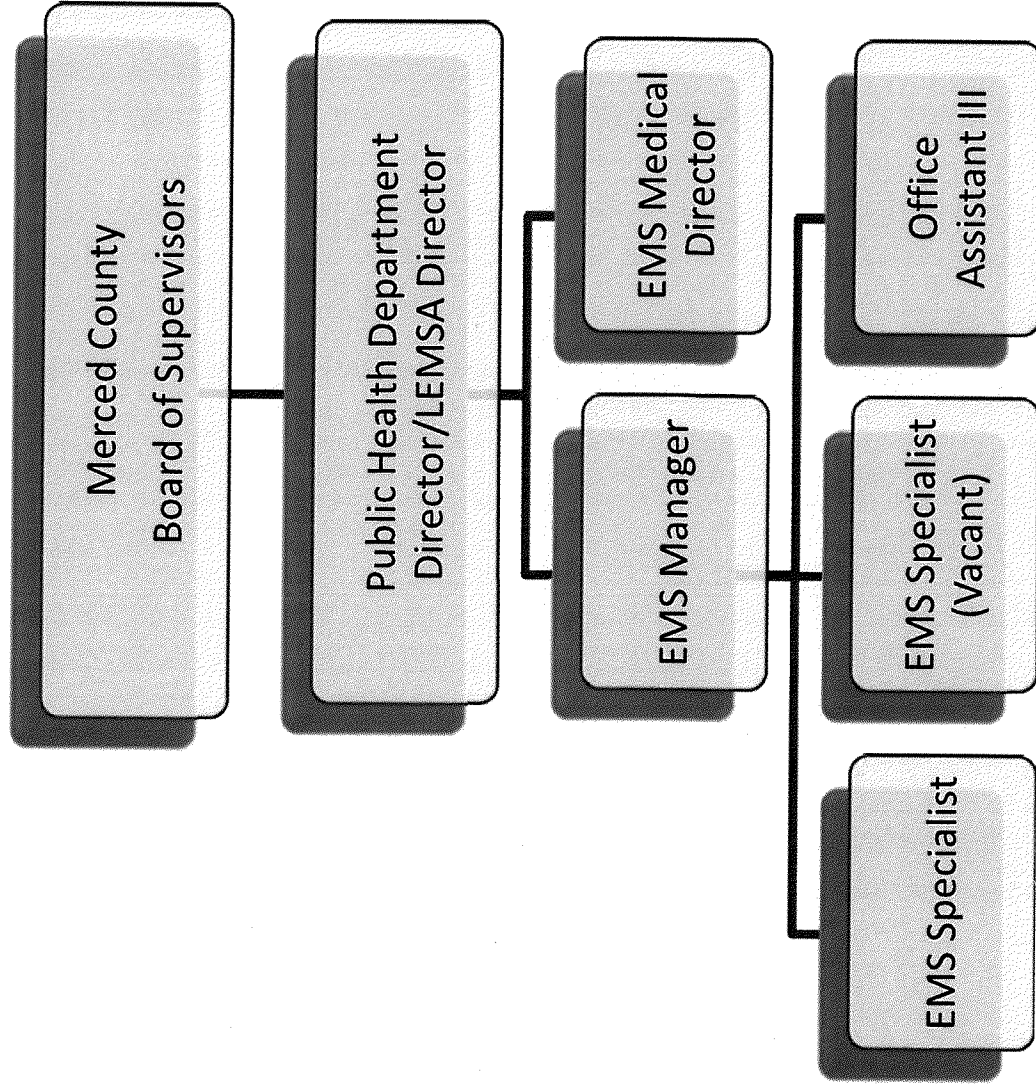 Merced County
Board of Supervisors
Public Health Department
Director/LEMSA Director
EMS Manager
EMS Medical
Director
EMS Specialist
EMS Specialist
(Vacant)
Office
Assistant III